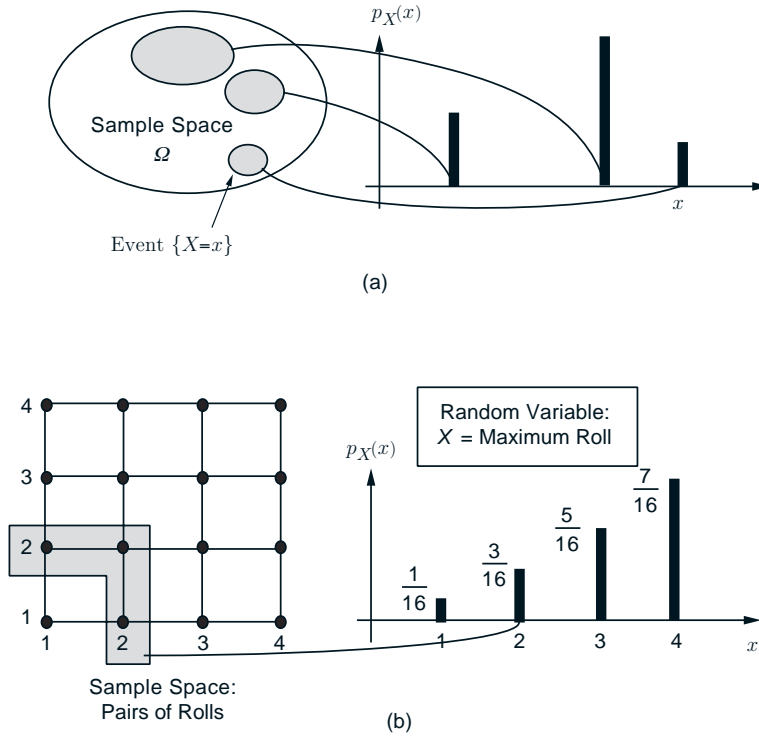 p_X(x)
Sample Space
Ω
x
Event {X=x}
(a)
4
3
2
1
1 2 3 4
Sample Space:
Pairs of Rolls
Random Variable:
X = Maximum Roll
p_X(x)
1/16
3/16
5/16
7/16
1 2 3 4
x
(b)